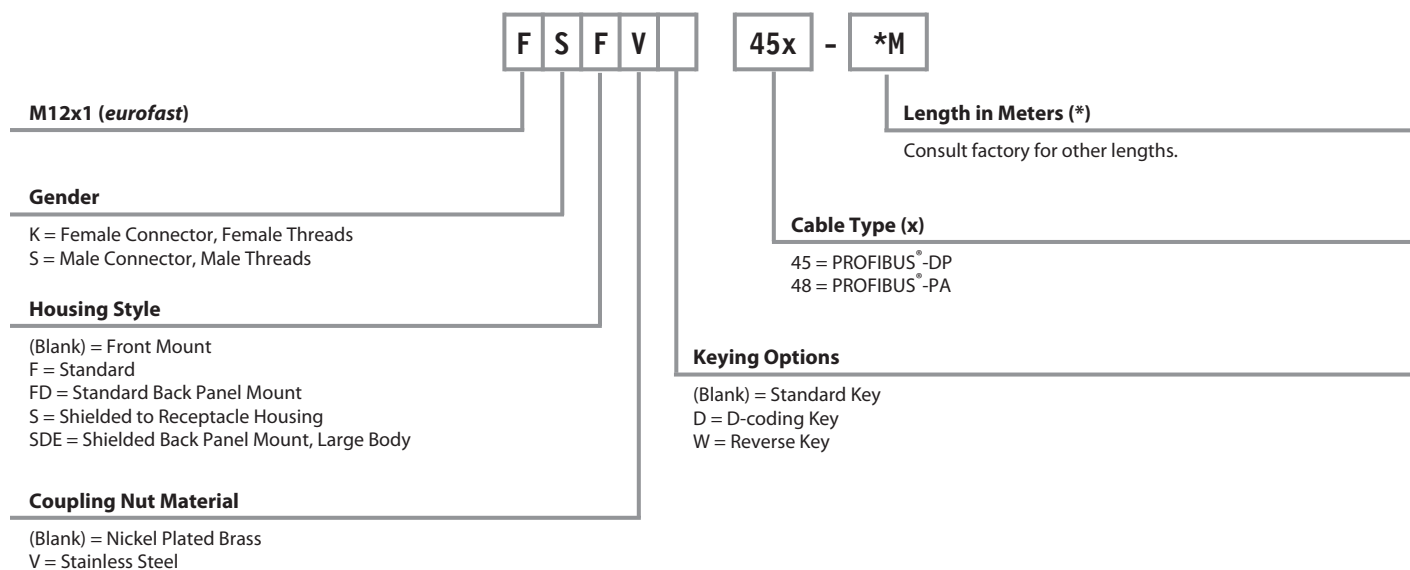 F S F V 45x - *M
M12x1 (eurofast)
Length in Meters (*)
Consult factory for other lengths.
Gender
K = Female Connector, Female Threads
S = Male Connector, Male Threads
Cable Type (x)
45 = PROFIBUS®-DP
48 = PROFIBUS®-PA
Housing Style
(Blank) = Front Mount
F = Standard
FD = Standard Back Panel Mount
S = Shielded to Receptacle Housing
SDE = Shielded Back Panel Mount, Large Body
Keying Options
(Blank) = Standard Key
D = D-coding Key
W = Reverse Key
Coupling Nut Material
(Blank) = Nickel Plated Brass
V = Stainless Steel